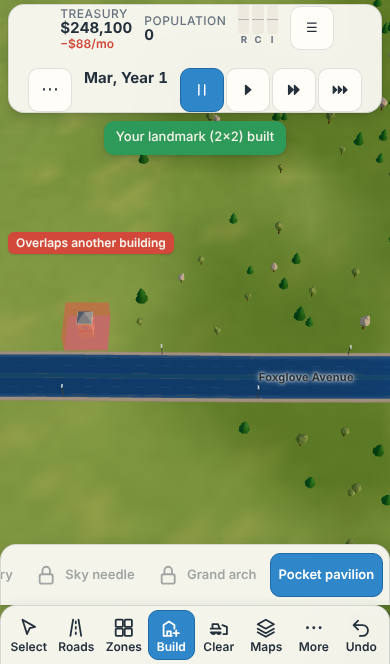 TREASURY
$248,100
−$88/mo
POPULATION
0
R C I
Mar, Year 1
Your landmark (2×2) built
Overlaps another building
Foxglove Avenue
ry
Sky needle
Grand arch
Pocket pavilion
Select
Roads
Zones
Build
Clear
Maps
More
Undo